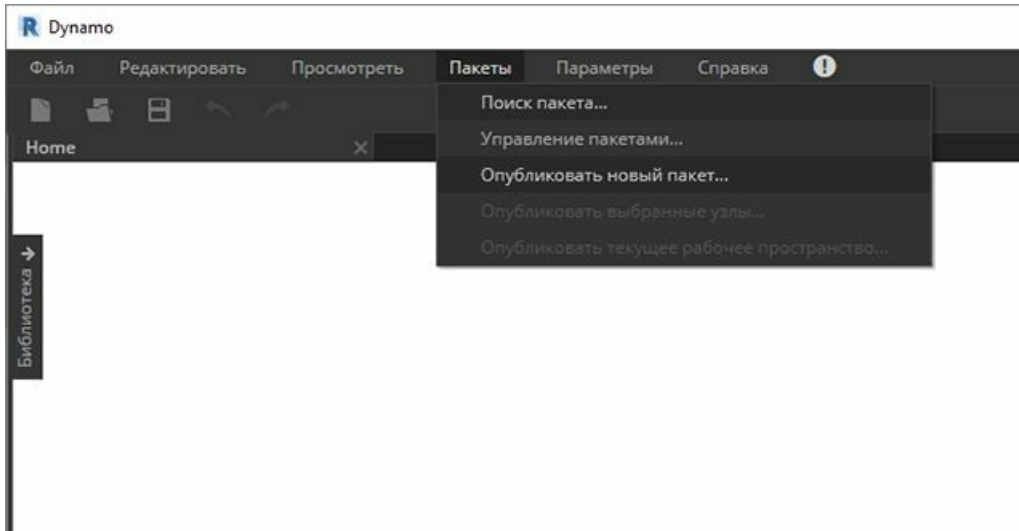 R Dynamo
Файл Редактировать Просмотреть Пакеты Параметры Справка !
Поиск пакета...
Управление пакетами...
Home
Опубликовать новый пакет...
Опубликовать выбранные узлы...
Опубликовать текущее рабочее пространство...
Библиотека →